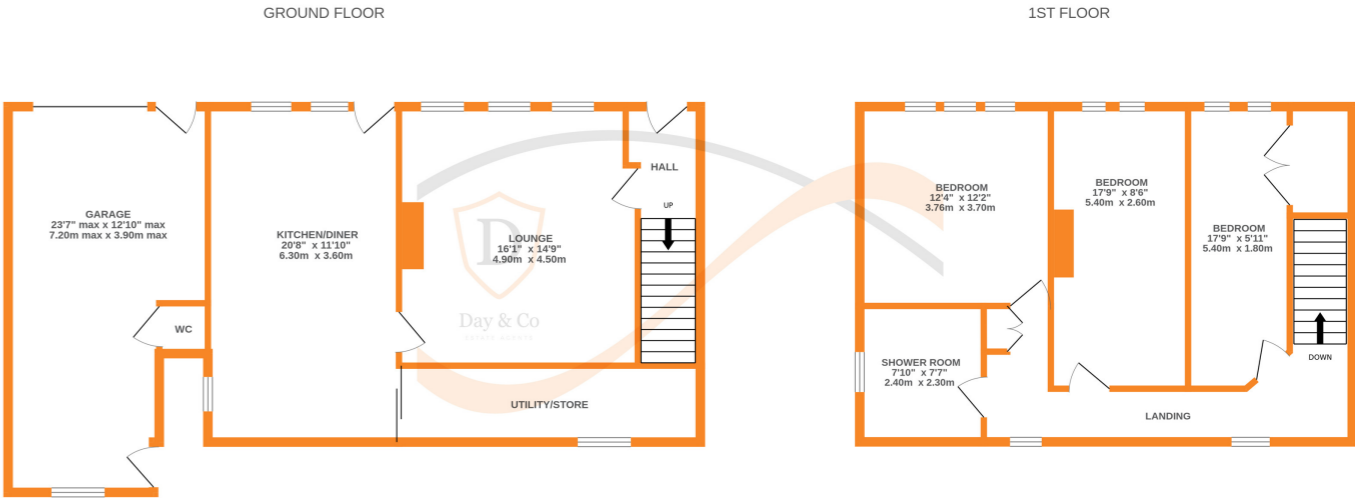 GROUND FLOOR
1ST FLOOR
GARAGE
23'7" x 12'10" max
7.20m max x 3.90m max
WC
KITCHEN/DINER
20'8" x 11'10"
6.30m x 3.60m
LOUNGE
16'1" x 14'9"
4.90m x 4.50m
HALL
UP
UTILITY/STORE
D
Day & Co
ESTATE AGENTS
BEDROOM
12'4" x 12'2"
3.76m x 3.70m
BEDROOM
17'9" x 8'6"
5.40m x 2.60m
BEDROOM
17'9" x 5'11"
5.40m x 1.80m
SHOWER ROOM
7'10" x 7'7"
2.40m x 2.30m
DOWN
LANDING